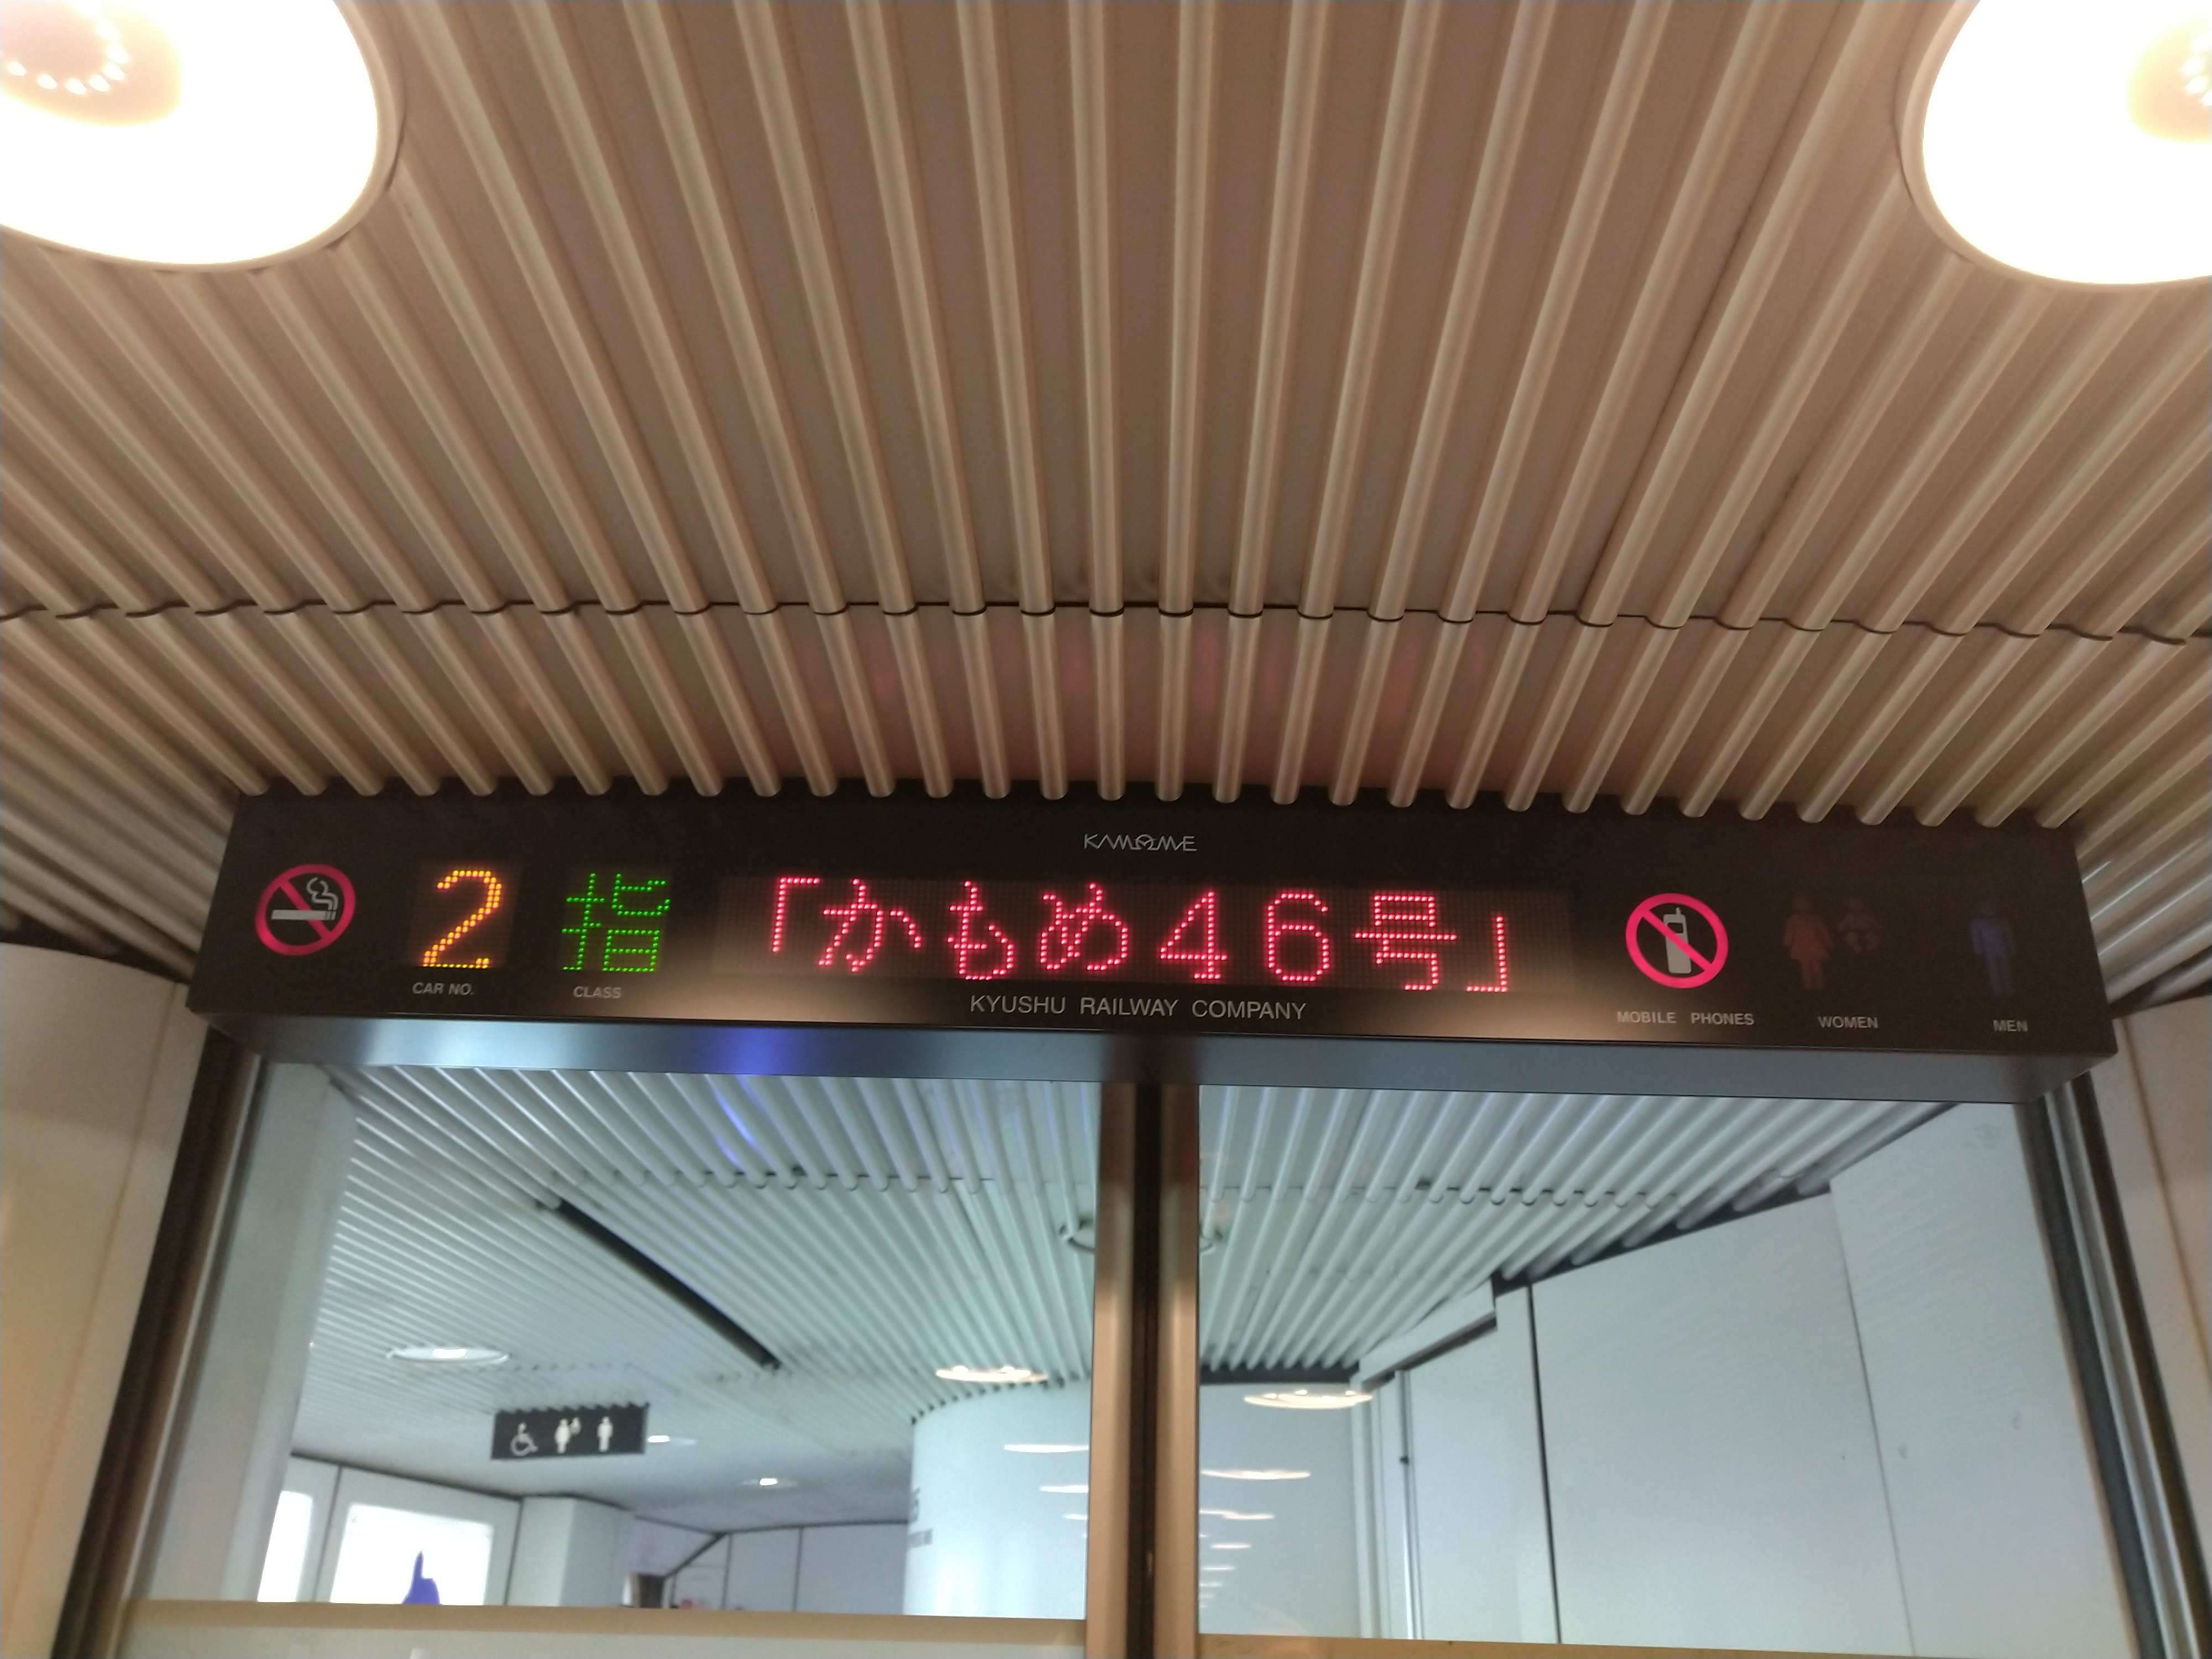 KAMOME
2 指 「かもめ46号」
CAR NO. CLASS KYUSHU RAILWAY COMPANY MOBILE PHONES WOMEN MEN